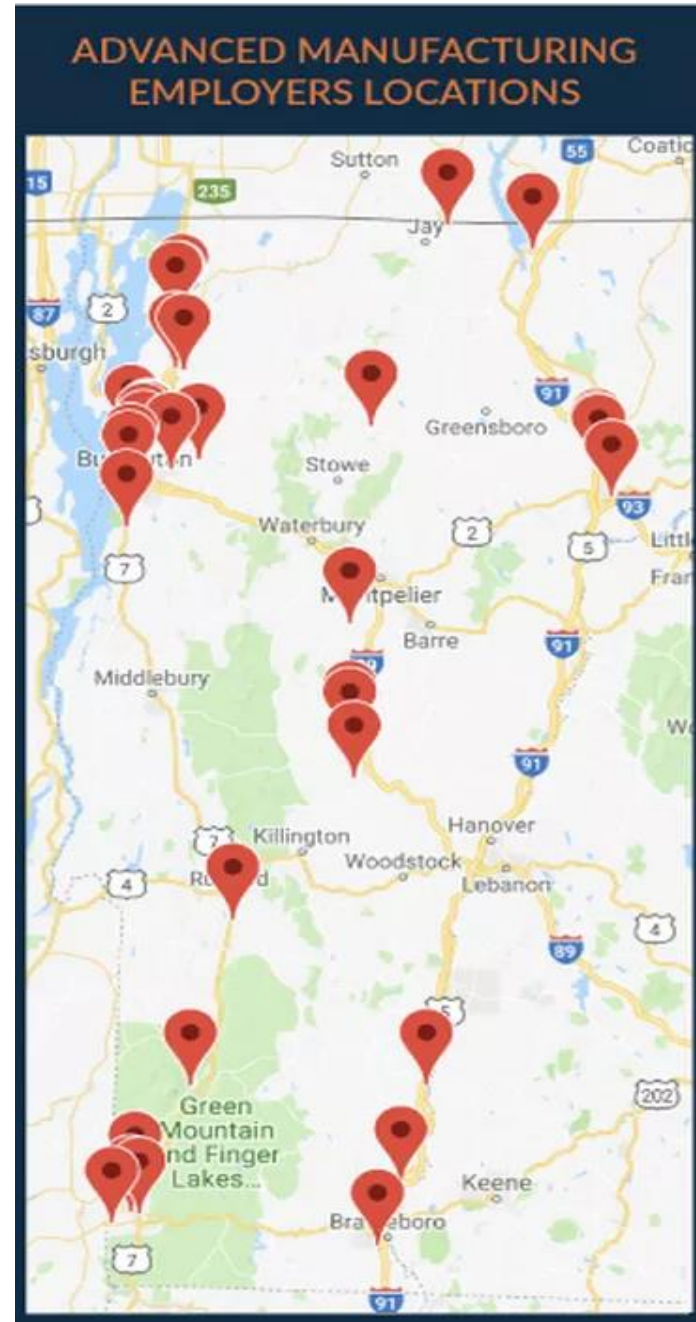 ADVANCED MANUFACTURING
EMPLOYERS LOCATIONS
Sutton
55
Coatic
15
235
Jay
87
2
sburgh
91
Greensboro
Stowe
93
Waterbury
2
5
Littl
Fran
7
Montpelier
Barre
91
Middlebury
91
Hanover
Killington
Woodstock
4
Lebanon
4
89
5
202
Green
Mountain
nd Finger
Lakes...
Keene
7
91